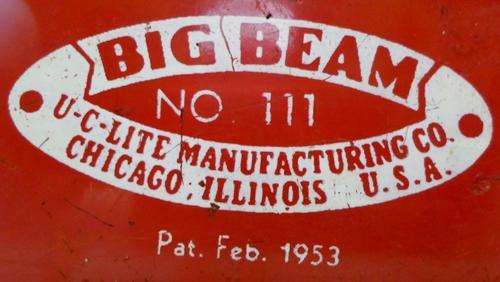 BIG BEAM
NO 111
U-C-LITE MANUFACTURING CO.
CHICAGO, ILLINOIS U.S.A.
Pat. Feb. 1953